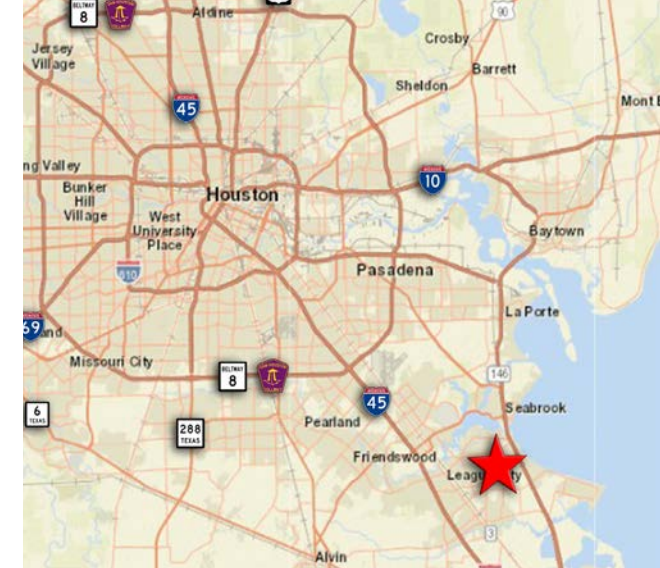 BELTWAY
8
Aldine
90
Crosby
Jersey
Village
Barrett
Sheldon
45
Mont B
ng Valley
10
Bunker
Hill
Village
Houston
West
University
Place
Baytown
610
Pasadena
La Porte
69
and
Missouri City
BELTWAY
8
146
45
6
TEXAS
Seabrook
288
TEXAS
Pearland
Friendswood
League City
3
Alvin